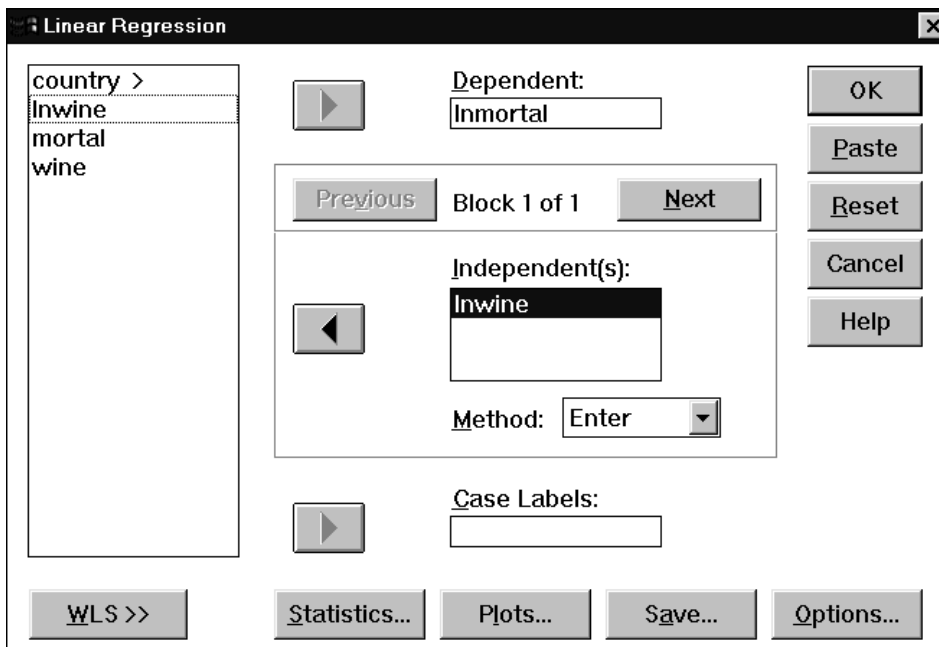 Linear Regression
country >
lnwine
mortal
wine
Dependent:
lnmortal
Previous
Block 1 of 1
Next
Independent(s):
lnwine
Method:
Enter
Case Labels:
OK
Paste
Reset
Cancel
Help
WLS >>
Statistics...
Plots...
Save...
Options...